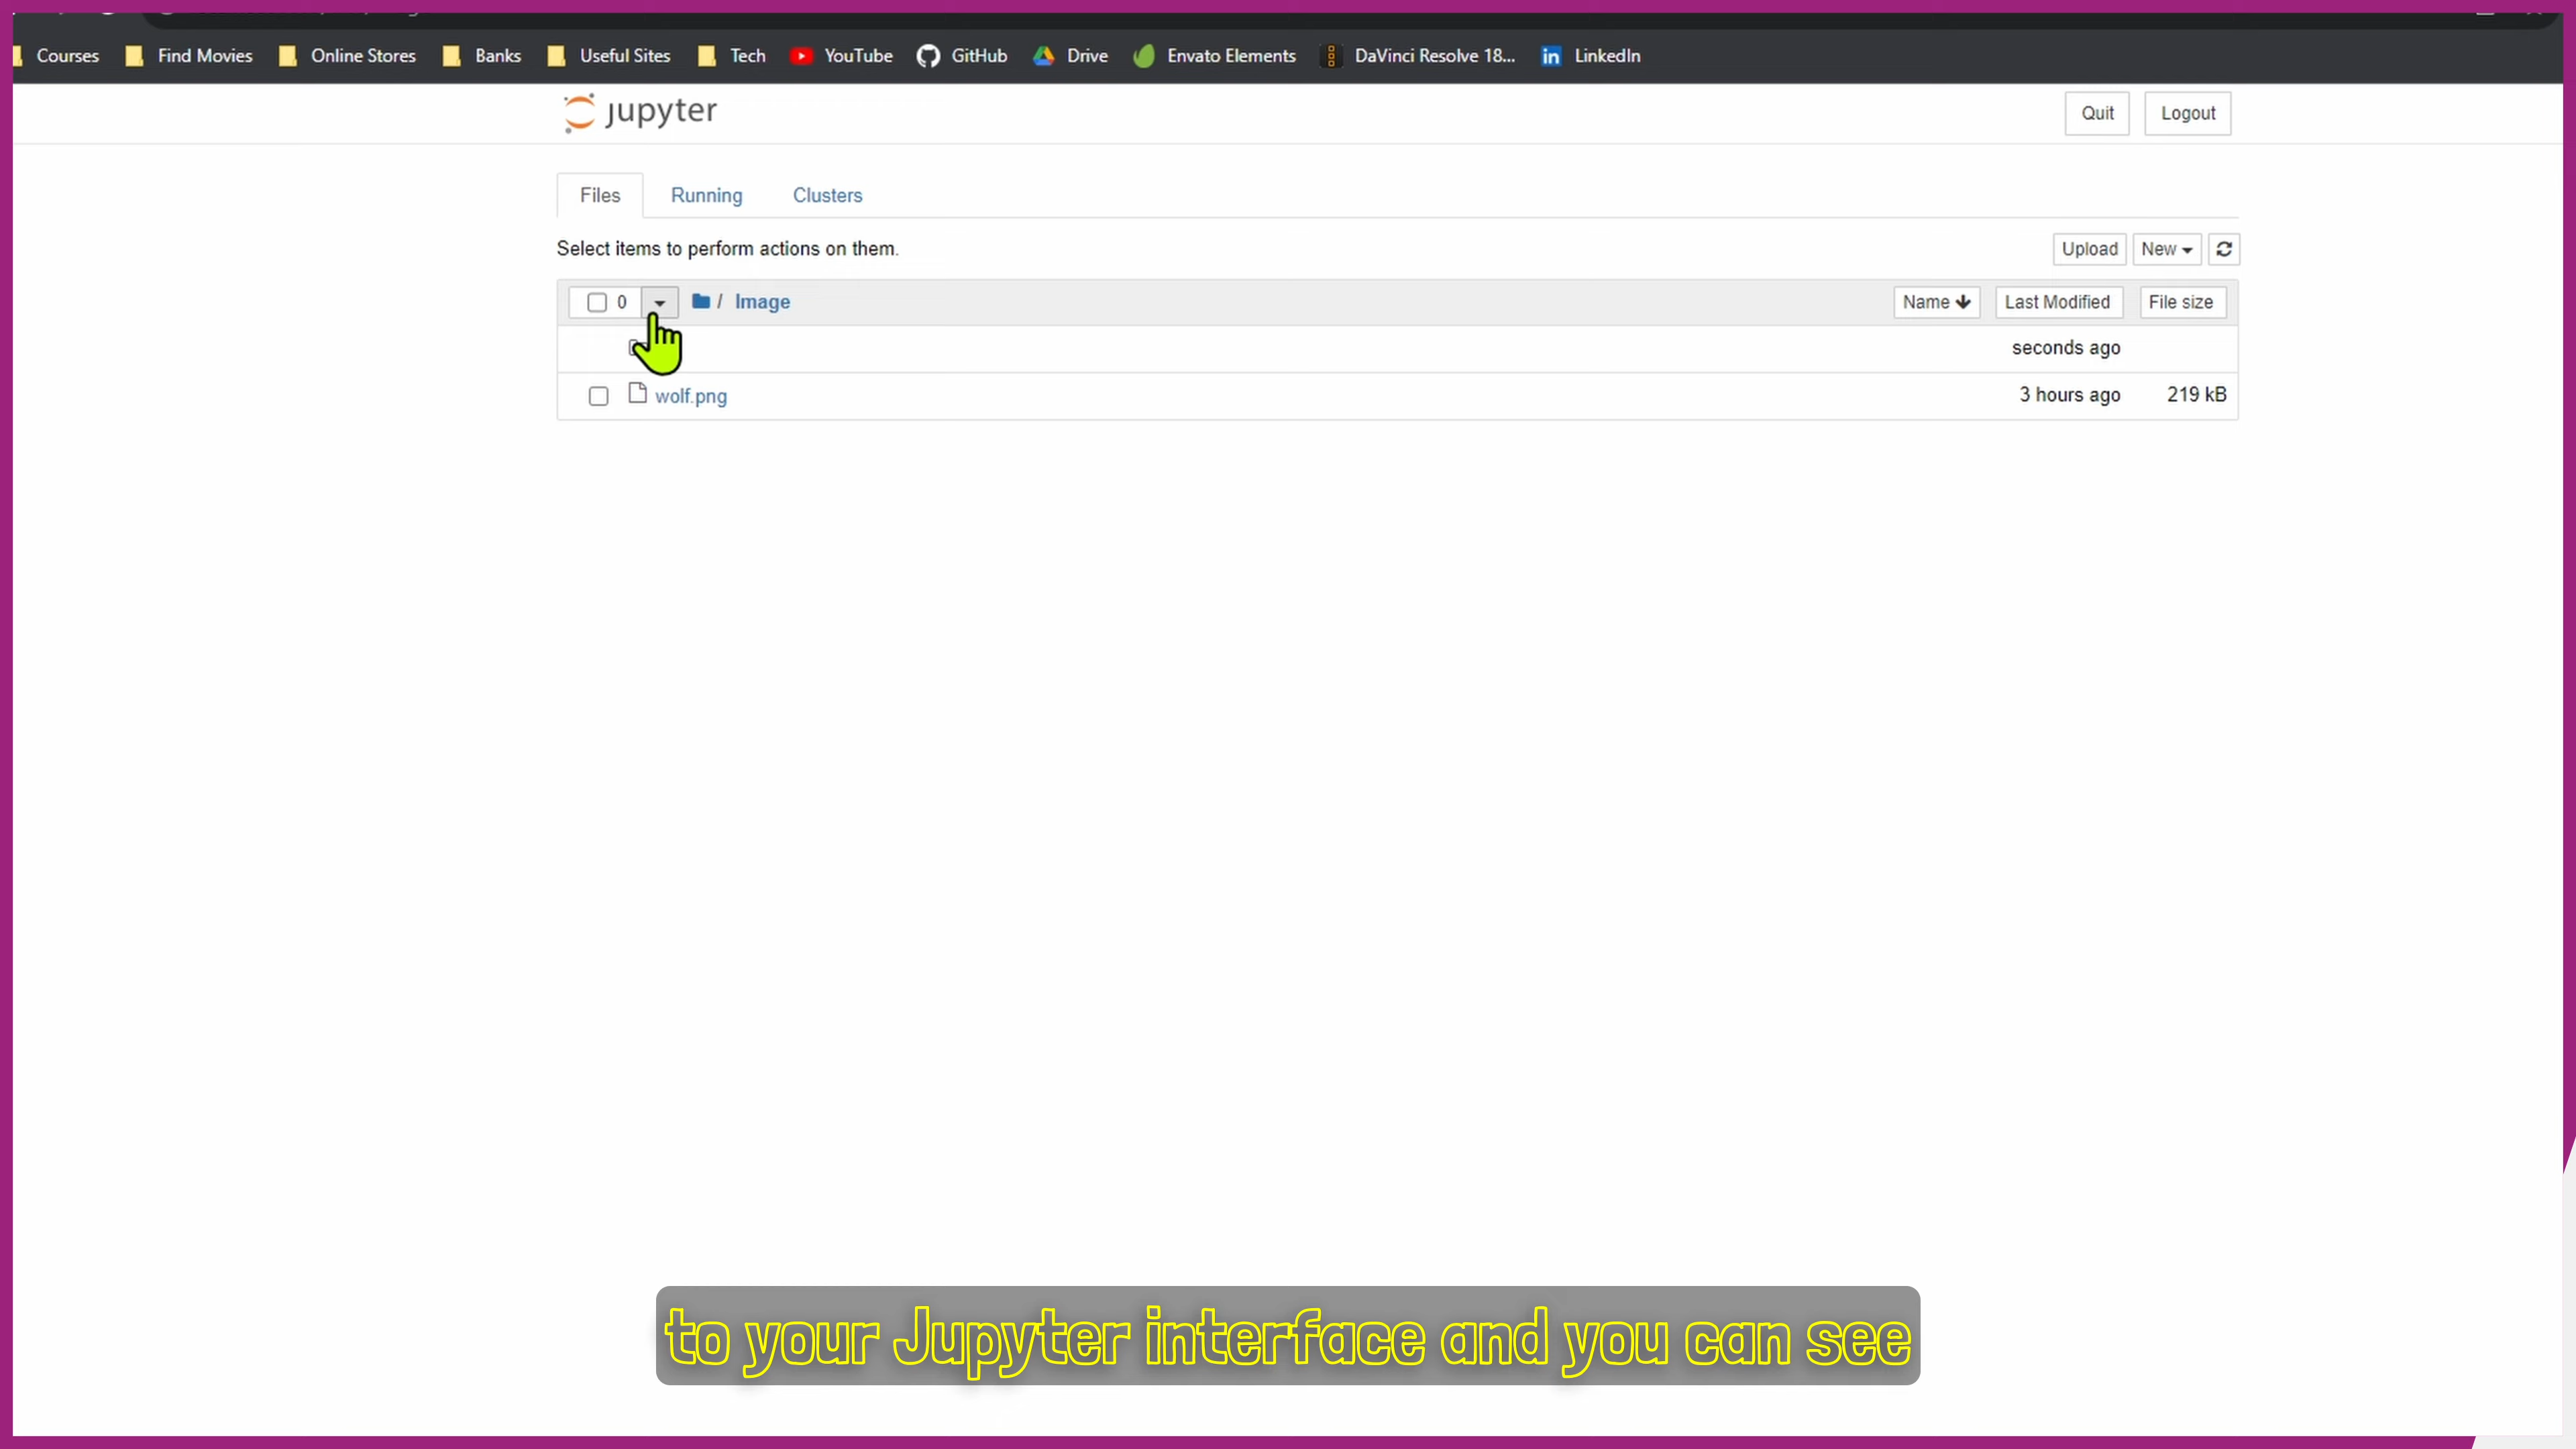 Courses Find Movies Online Stores Banks Useful Sites Tech YouTube GitHub Drive Envato Elements DaVinci Resolve 18... LinkedIn
jupyter Quit Logout
Files Running Clusters
Select items to perform actions on them. Upload New
0 / Image Name Last Modified File size
seconds ago
wolf.png 3 hours ago 219 kB
to your Jupyter interface and you can see